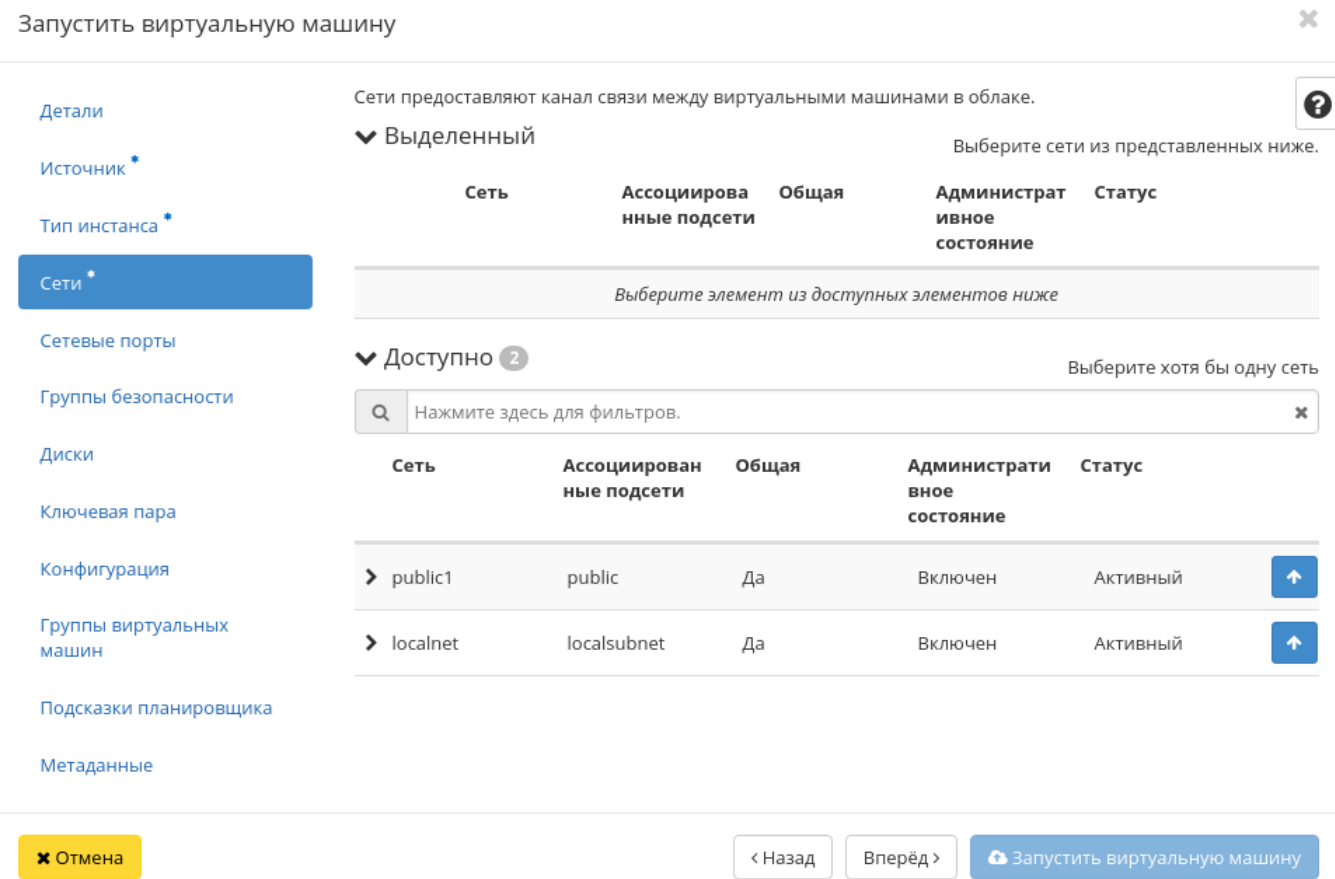 Запустить виртуальную машину
Детали
Источник *
Тип инстанса *
Сети *
Сетевые порты
Группы безопасности
Диски
Ключевая пара
Конфигурация
Группы виртуальных
машин
Подсказки планировщика
Метаданные
Сети предоставляют канал связи между виртуальными машинами в облаке.
Выделенный
Выберите сети из представленных ниже.
Сеть Ассоциирова Общая Администрат Статус
нные подсети ивное
состояние
Выберите элемент из доступных элементов ниже
Доступно 2
Выберите хотя бы одну сеть
Нажмите здесь для фильтров.
Сеть Ассоциирован Общая Администрати Статус
ные подсети вное
состояние
public1 public Да Включен Активный
localnet localsubnet Да Включен Активный
Отмена
Назад Вперёд Запустить виртуальную машину